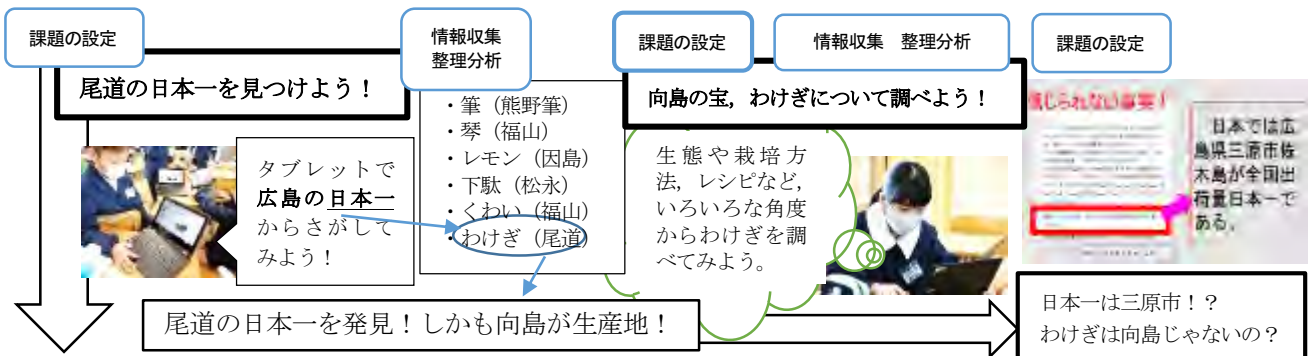 課題の設定
尾道の日本一を見つけよう！
タブレットで
広島の日本一
からさがして
みよう！
情報収集
整理分析
・筆（熊野筆）
・琴（福山）
・レモン（因島）
・下駄（松永）
・くわい（福山）
・わけぎ（尾道）
尾道の日本一を発見！しかも向島が生産地！
課題の設定
情報収集　整理分析
向島の宝，わけぎについて調べよう！
生態や栽培方
法，レシピなど，
いろいろな角度
からわけぎを調
べてみよう。
課題の設定
信じられない事実！
日本では広
島県三原市佐
木島が全国出
荷量日本一で
ある。
日本一は三原市！？
わけぎは向島じゃないの？